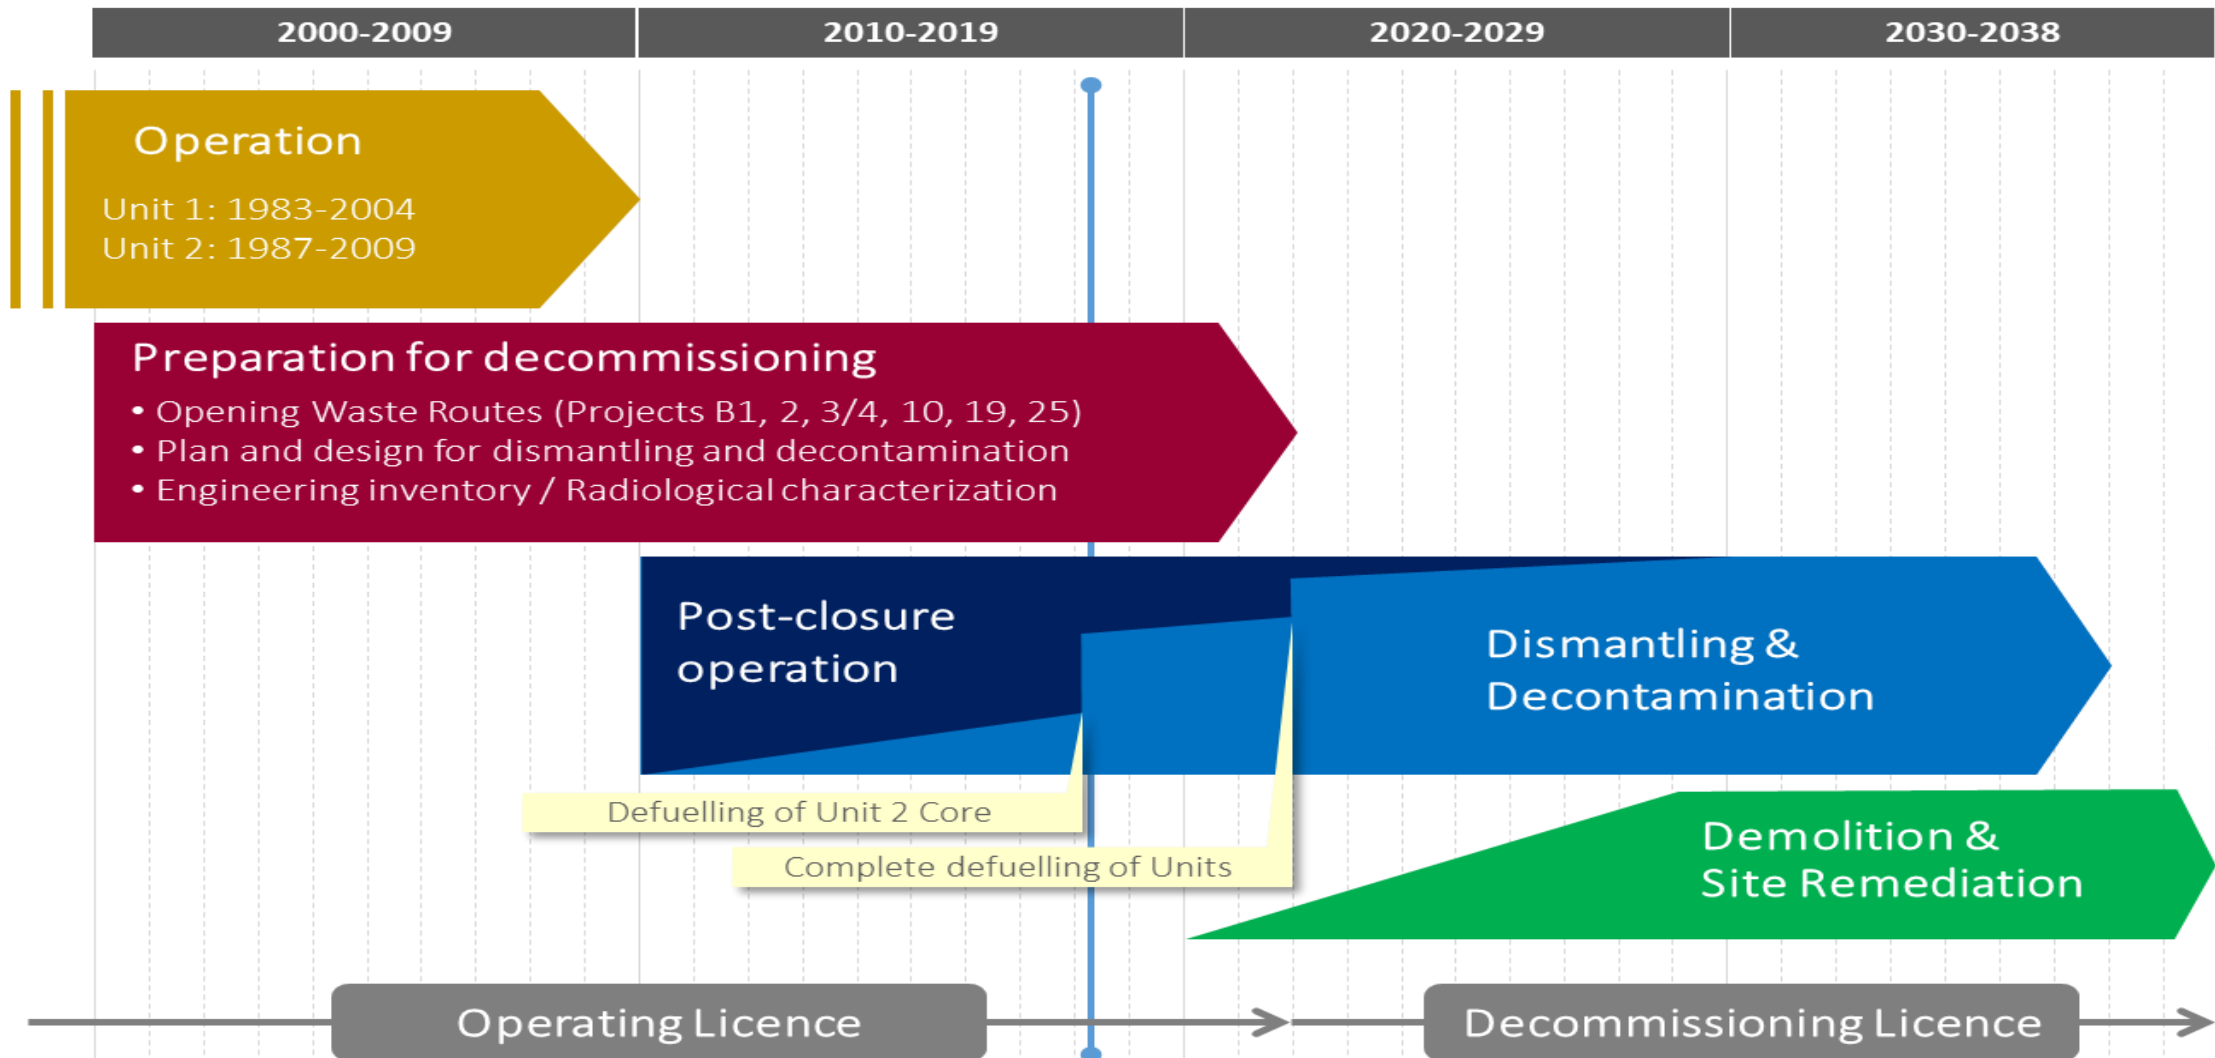 2000-2009
2010-2019
2020-2029
2030-2038
Operation
Unit 1: 1983-2004
Unit 2: 1987-2009
Preparation for decommissioning
• Opening Waste Routes (Projects B1, 2, 3/4, 10, 19, 25)
• Plan and design for dismantling and decontamination
• Engineering inventory / Radiological characterization
Post-closure
operation
Dismantling &
Decontamination
Defuelling of Unit 2 Core
Complete defuelling of Units
Demolition &
Site Remediation
Operating Licence
Decommissioning Licence